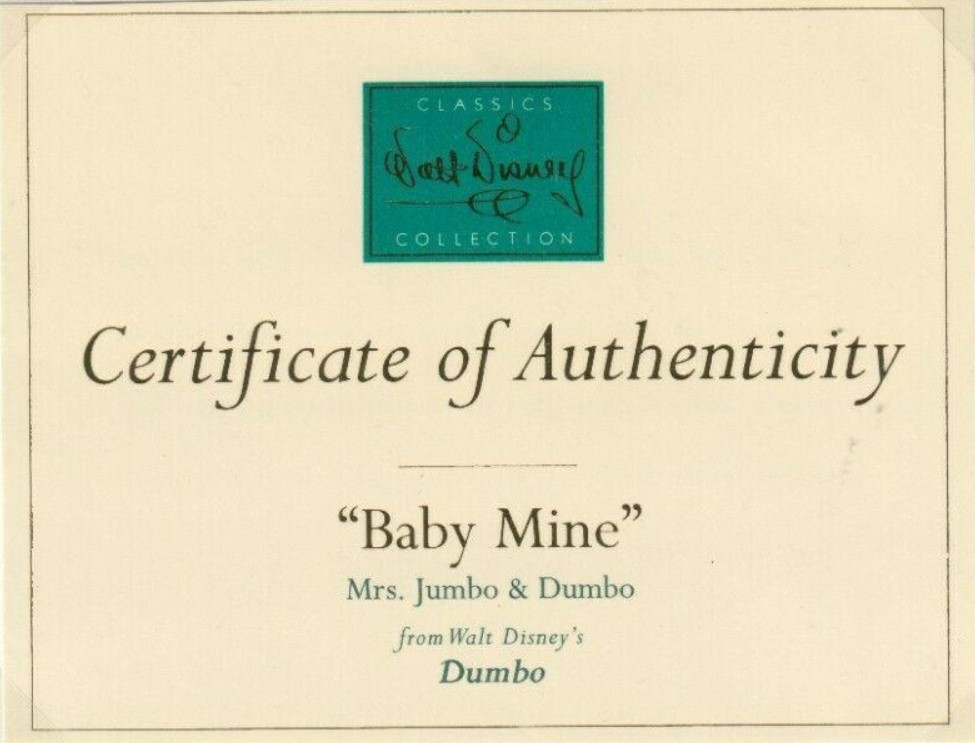 CLASSICS
Walt Disney
COLLECTION
Certificate of Authenticity
“Baby Mine”
Mrs. Jumbo & Dumbo
from Walt Disney’s
Dumbo